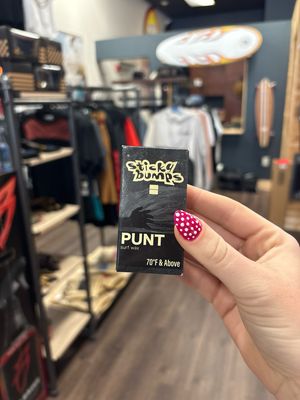 Sticky
Bumps
PUNT
surf wax
70°F & Above